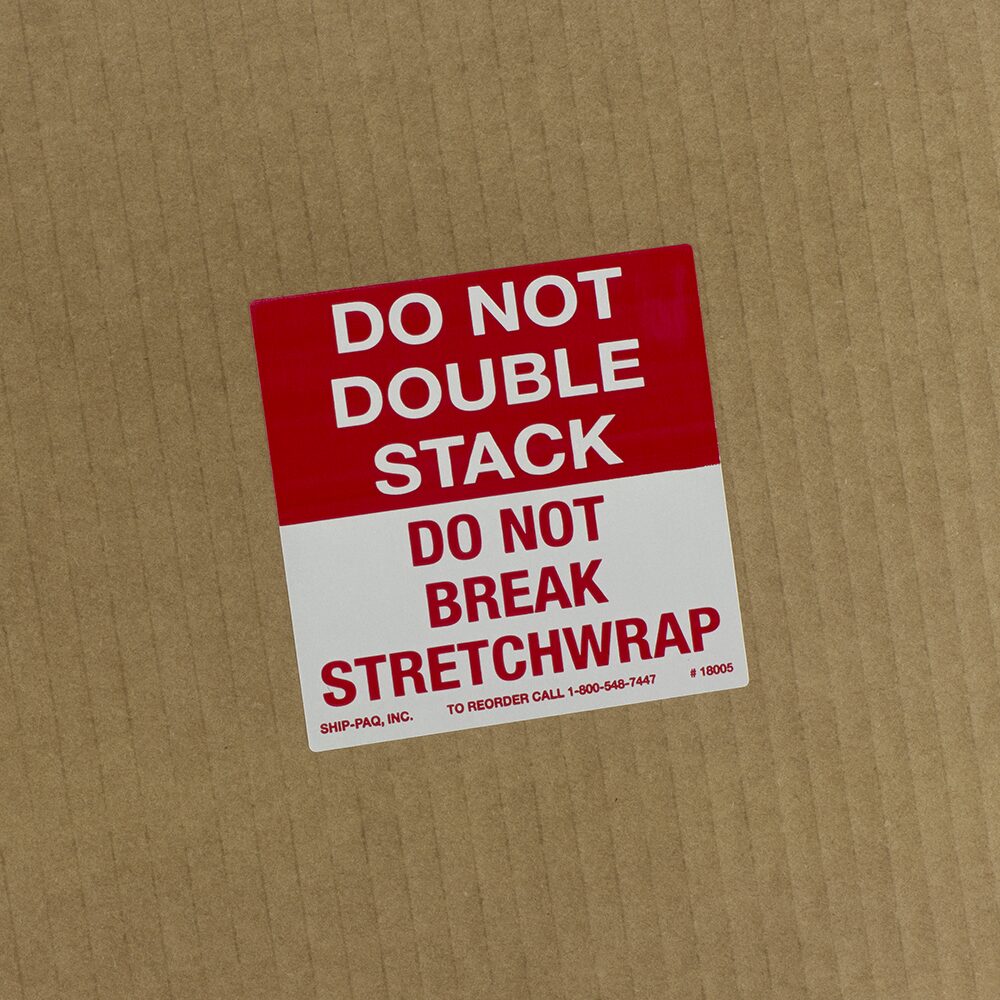 DO NOT
DOUBLE
STACK
DO NOT
BREAK
STRETCHWRAP
SHIP-PAQ, INC. TO REORDER CALL 1-800-548-7447 # 18005